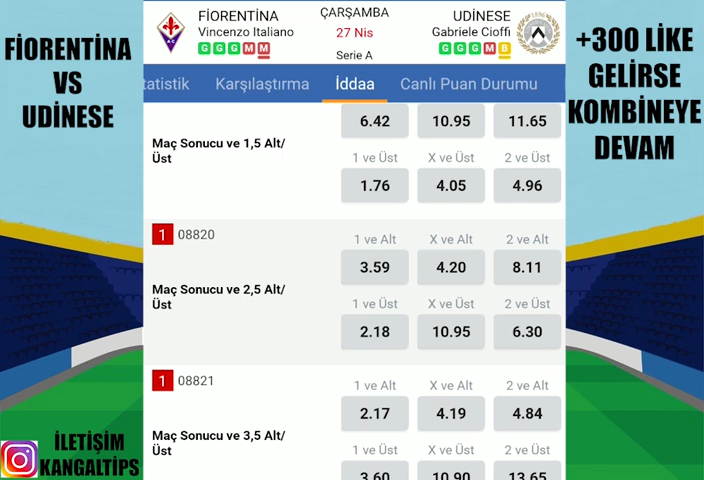 FİORENTİNA
VS
UDİNESE
FİORENTİNA
Vincenzo Italiano
G G G M M
ÇARŞAMBA
27 Nis
Serie A
UDİNESE
Gabriele Cioffi
G G G M B
1896
+300 LİKE
GELİRSE
KOMBİNEYE
DEVAM
tatistik Karşılaştırma İddaa Canlı Puan Durumu
6.42 10.95 11.65
Maç Sonucu ve 1,5 Alt/
Üst
1 ve Üst X ve Üst 2 ve Üst
1.76 4.05 4.96
1 08820
1 ve Alt X ve Alt 2 ve Alt
3.59 4.20 8.11
Maç Sonucu ve 2,5 Alt/
Üst
1 ve Üst X ve Üst 2 ve Üst
2.18 10.95 6.30
1 08821
1 ve Alt X ve Alt 2 ve Alt
2.17 4.19 4.84
Maç Sonucu ve 3,5 Alt/
Üst
1 ve Üst X ve Üst 2 ve Üst
3.60 10.90 13.65
İLETİŞİM
KANGALTİPS